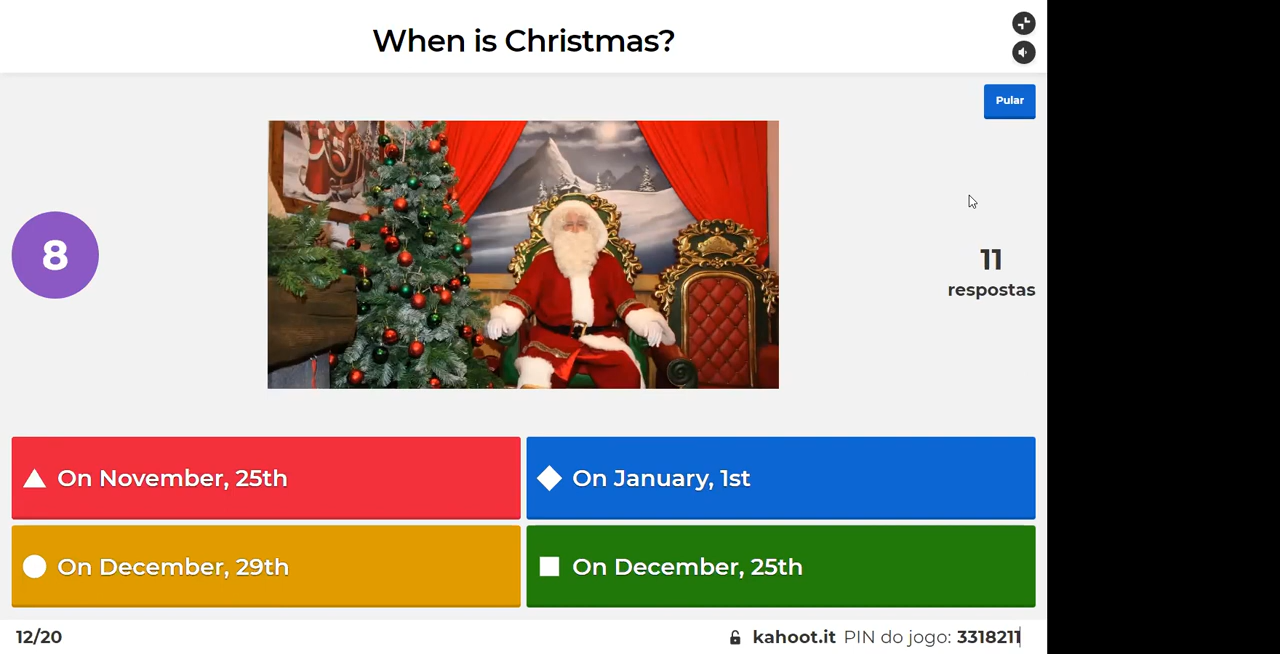 When is Christmas?
Pular
8
11
respostas
On November, 25th
On January, 1st
On December, 29th
On December, 25th
12/20
kahoot.it PIN do jogo: 3318211